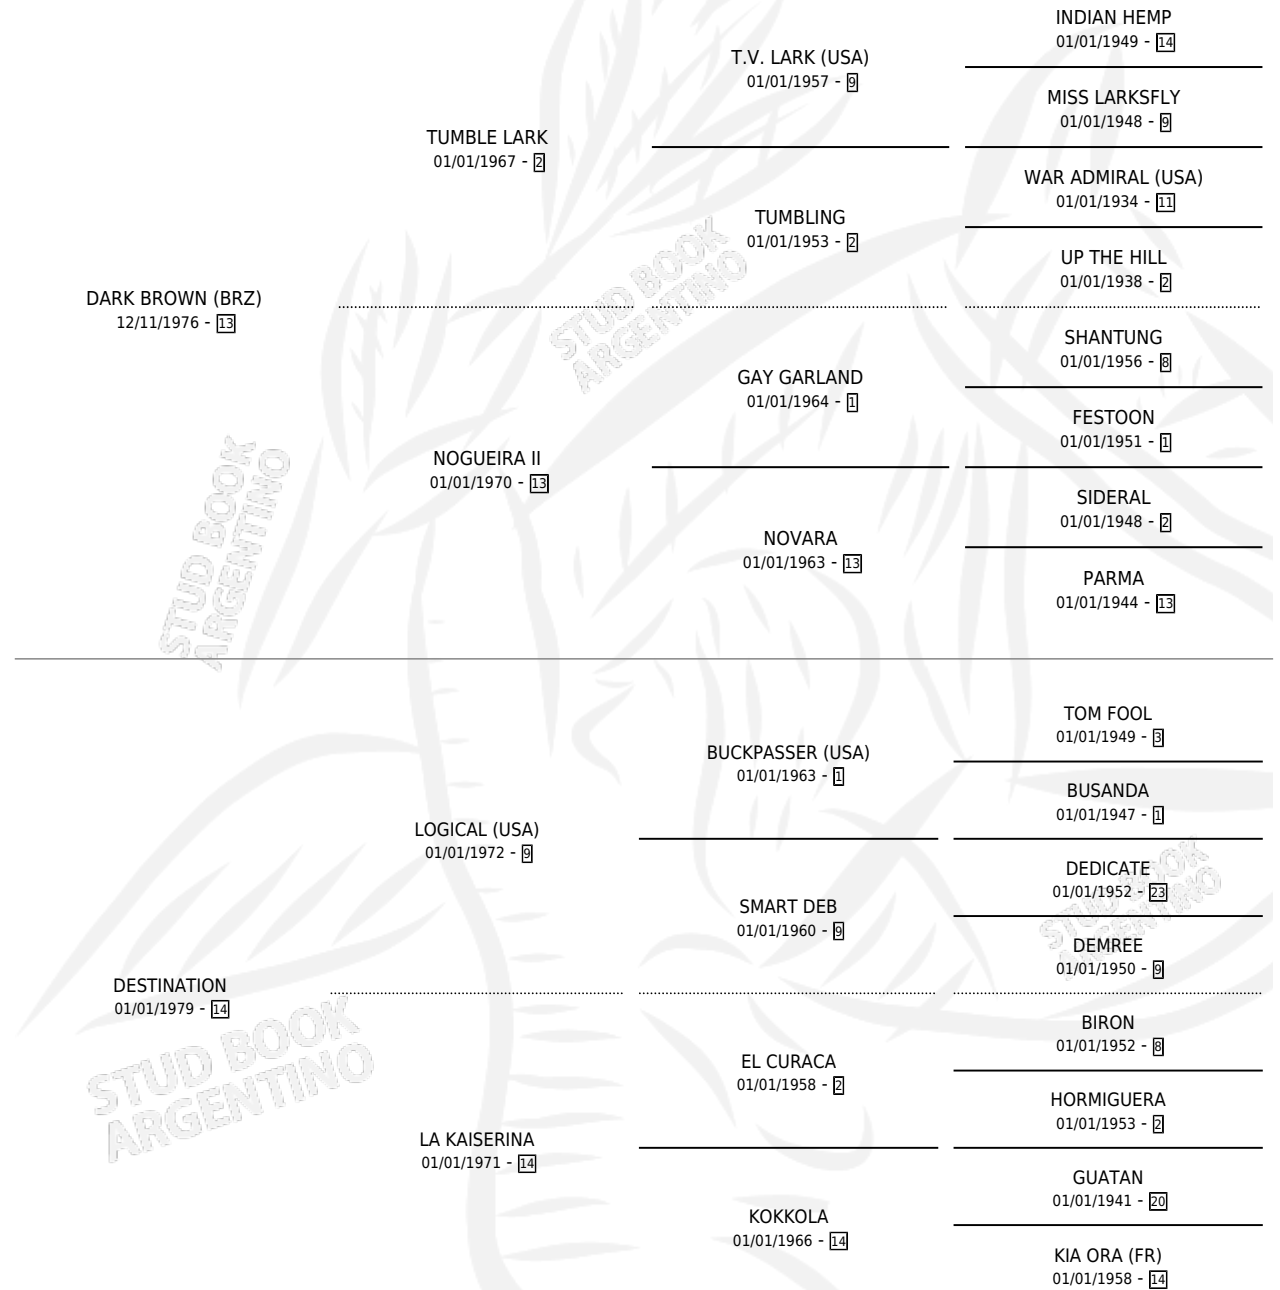 INDIAN HEMP
01/01/1949 - 14
T.V. LARK (USA)
01/01/1957 - 9
MISS LARKSFLY
01/01/1948 - 9
TUMBLE LARK
01/01/1967 - 2
WAR ADMIRAL (USA)
01/01/1934 - 11
TUMBLING
01/01/1953 - 2
UP THE HILL
01/01/1938 - 2
DARK BROWN (BRZ)
12/11/1976 - 13
STUD BOOK
ARGENTINO
SHANTUNG
01/01/1956 - 8
GAY GARLAND
01/01/1964 - 1
FESTOON
01/01/1951 - 1
NOGUEIRA II
01/01/1970 - 13
SIDERAL
01/01/1948 - 2
NOVARA
01/01/1963 - 13
PARMA
01/01/1944 - 13
STUD BOOK
ARGENTINO
TOM FOOL
01/01/1949 - 3
BUCKPASSER (USA)
01/01/1963 - 1
BUSANDA
01/01/1947 - 1
LOGICAL (USA)
01/01/1972 - 9
DEDICATE
01/01/1952 - 23
SMART DEB
01/01/1960 - 9
DEMREE
01/01/1950 - 9
STUD BOOK
ARGENTINO
DESTINATION
01/01/1979 - 14
BIRON
01/01/1952 - 8
EL CURACA
01/01/1958 - 2
HORMIGUERA
01/01/1953 - 2
STUD BOOK
ARGENTINO
LA KAISERINA
01/01/1971 - 14
GUATAN
01/01/1941 - 20
KOKKOLA
01/01/1966 - 14
KIA ORA (FR)
01/01/1958 - 14